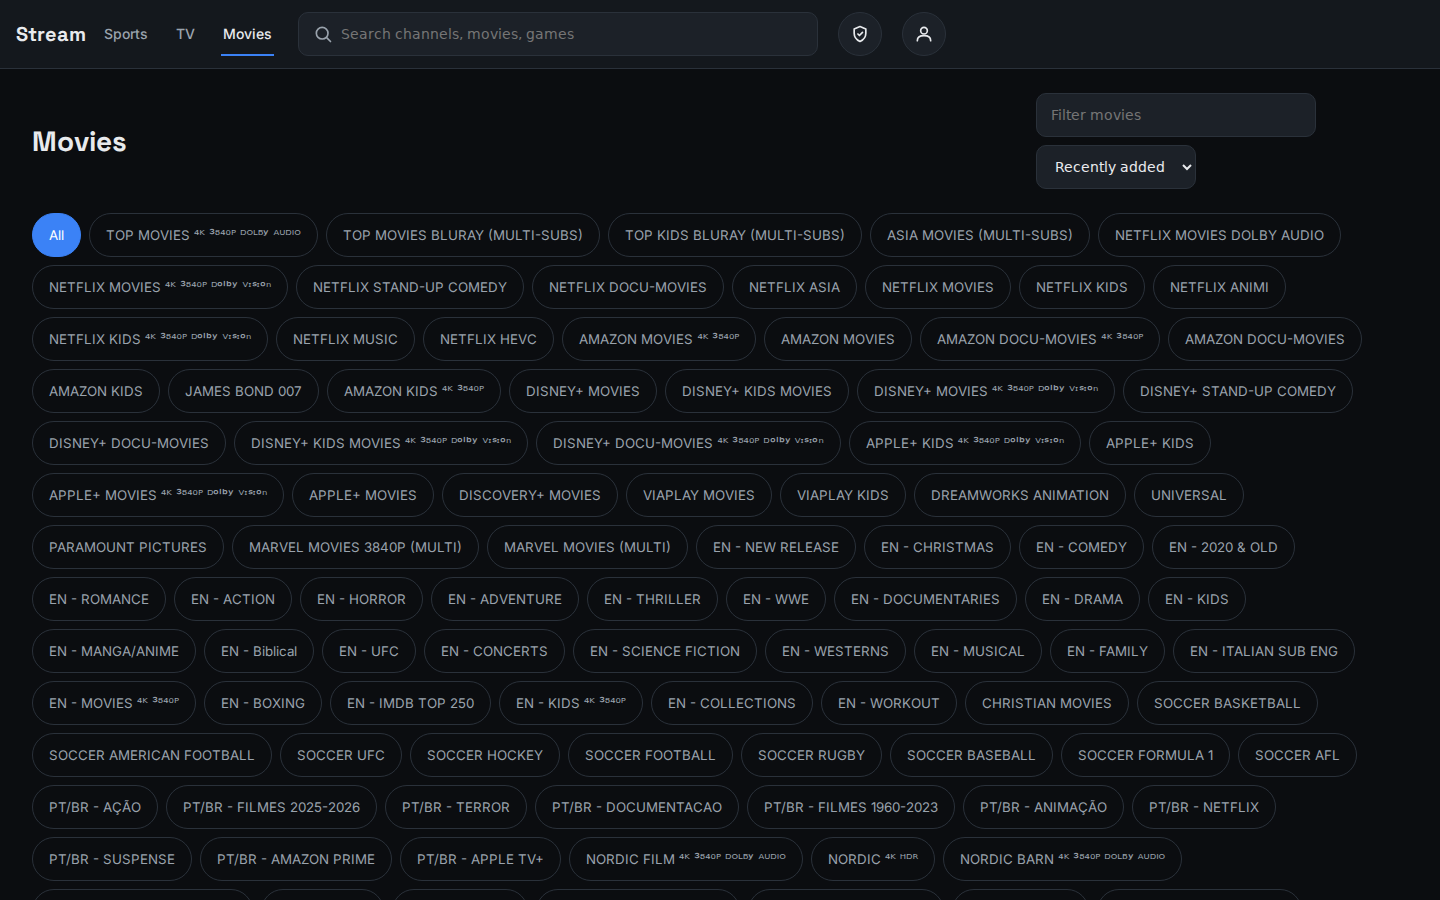 Stream Sports TV Movies Search channels, movies, games
Filter movies
Movies
Recently added
All TOP MOVIES ⁴ᴷ ³⁸⁴⁰ᴾ ᴰᴼᴸᴮʸ ᴬᵁᴰᴵᴼ TOP MOVIES BLURAY (MULTI-SUBS) TOP KIDS BLURAY (MULTI-SUBS) ASIA MOVIES (MULTI-SUBS) NETFLIX MOVIES DOLBY AUDIO
NETFLIX MOVIES ⁴ᴷ ³⁸⁴⁰ᴾ ᴰᵒˡᵇʸ ⱽⁱˢⁱᵒⁿ NETFLIX STAND-UP COMEDY NETFLIX DOCU-MOVIES NETFLIX ASIA NETFLIX MOVIES NETFLIX KIDS NETFLIX ANIMI
NETFLIX KIDS ⁴ᴷ ³⁸⁴⁰ᴾ ᴰᵒˡᵇʸ ⱽⁱˢⁱᵒⁿ NETFLIX MUSIC NETFLIX HEVC AMAZON MOVIES ⁴ᴷ ³⁸⁴⁰ᴾ AMAZON MOVIES AMAZON DOCU-MOVIES ⁴ᴷ ³⁸⁴⁰ᴾ AMAZON DOCU-MOVIES
AMAZON KIDS JAMES BOND 007 AMAZON KIDS ⁴ᴷ ³⁸⁴⁰ᴾ DISNEY+ MOVIES DISNEY+ KIDS MOVIES DISNEY+ MOVIES ⁴ᴷ ³⁸⁴⁰ᴾ ᴰᵒˡᵇʸ ⱽⁱˢⁱᵒⁿ DISNEY+ STAND-UP COMEDY
DISNEY+ DOCU-MOVIES DISNEY+ KIDS MOVIES ⁴ᴷ ³⁸⁴⁰ᴾ ᴰᵒˡᵇʸ ⱽⁱˢⁱᵒⁿ DISNEY+ DOCU-MOVIES ⁴ᴷ ³⁸⁴⁰ᴾ ᴰᵒˡᵇʸ ⱽⁱˢⁱᵒⁿ APPLE+ KIDS ⁴ᴷ ³⁸⁴⁰ᴾ ᴰᵒˡᵇʸ ⱽⁱˢⁱᵒⁿ APPLE+ KIDS
APPLE+ MOVIES ⁴ᴷ ³⁸⁴⁰ᴾ ᴰᵒˡᵇʸ ⱽⁱˢⁱᵒⁿ APPLE+ MOVIES DISCOVERY+ MOVIES VIAPLAY MOVIES VIAPLAY KIDS DREAMWORKS ANIMATION UNIVERSAL
PARAMOUNT PICTURES MARVEL MOVIES 3840P (MULTI) MARVEL MOVIES (MULTI) EN - NEW RELEASE EN - CHRISTMAS EN - COMEDY EN - 2020 & OLD
EN - ROMANCE EN - ACTION EN - HORROR EN - ADVENTURE EN - THRILLER EN - WWE EN - DOCUMENTARIES EN - DRAMA EN - KIDS
EN - MANGA/ANIME EN - Biblical EN - UFC EN - CONCERTS EN - SCIENCE FICTION EN - WESTERNS EN - MUSICAL EN - FAMILY EN - ITALIAN SUB ENG
EN - MOVIES ⁴ᴷ ³⁸⁴⁰ᴾ EN - BOXING EN - IMDB TOP 250 EN - KIDS ⁴ᴷ ³⁸⁴⁰ᴾ EN - COLLECTIONS EN - WORKOUT CHRISTIAN MOVIES SOCCER BASKETBALL
SOCCER AMERICAN FOOTBALL SOCCER UFC SOCCER HOCKEY SOCCER FOOTBALL SOCCER RUGBY SOCCER BASEBALL SOCCER FORMULA 1 SOCCER AFL
PT/BR - AÇÃO PT/BR - FILMES 2025-2026 PT/BR - TERROR PT/BR - DOCUMENTACAO PT/BR - FILMES 1960-2023 PT/BR - ANIMAÇÃO PT/BR - NETFLIX
PT/BR - SUSPENSE PT/BR - AMAZON PRIME PT/BR - APPLE TV+ NORDIC FILM ⁴ᴷ ³⁸⁴⁰ᴾ ᴰᴼᴸᴮʸ ᴬᵁᴰᴵᴼ NORDIC ⁴ᴷ ᴴᴰᴿ NORDIC BARN ⁴ᴷ ³⁸⁴⁰ᴾ ᴰᴼᴸᴮʸ ᴬᵁᴰᴵᴼ